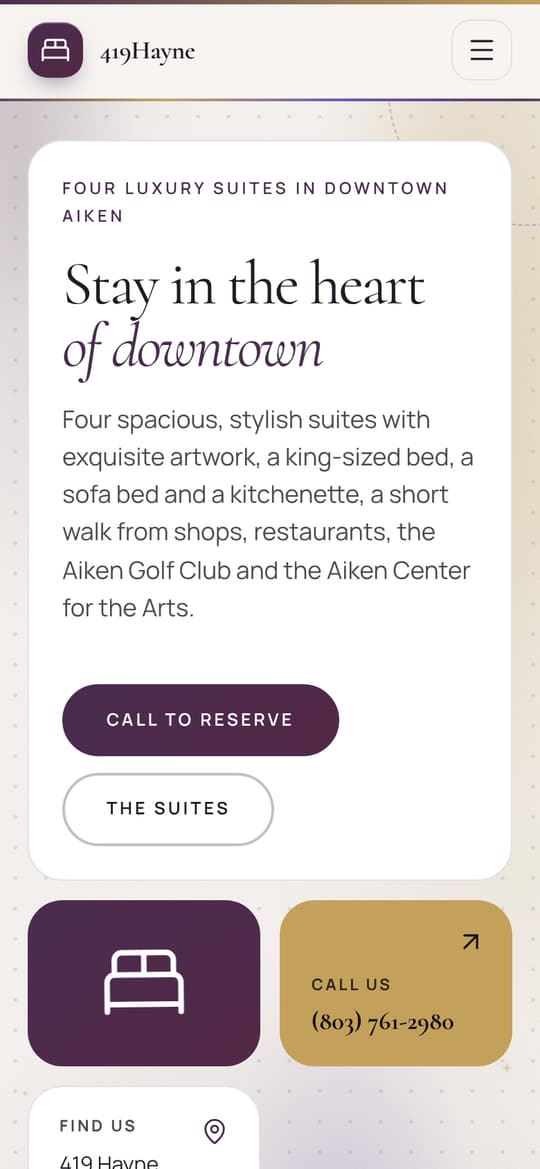 419Hayne
FOUR LUXURY SUITES IN DOWNTOWN
AIKEN
Stay in the heart
of downtown
Four spacious, stylish suites with
exquisite artwork, a king-sized bed, a
sofa bed and a kitchenette, a short
walk from shops, restaurants, the
Aiken Golf Club and the Aiken Center
for the Arts.
CALL TO RESERVE
THE SUITES
CALL US
(803) 761-2980
FIND US
419 Hayne